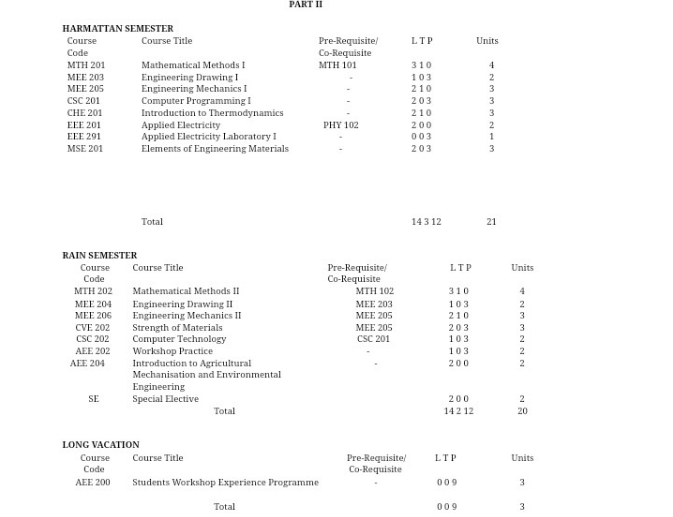 PART II
HARMATTAN SEMESTER
Course Course Title Pre-Requisite/ L T P Units
Code Co-Requisite
MTH 201 Mathematical Methods I MTH 101 3 1 0 4
MEE 203 Engineering Drawing I - 1 0 3 2
MEE 205 Engineering Mechanics I - 2 1 0 3
CSC 201 Computer Programming I - 2 0 3 3
CHE 201 Introduction to Thermodynamics - 2 1 0 3
EEE 201 Applied Electricity PHY 102 2 0 0 2
EEE 291 Applied Electricity Laboratory I - 0 0 3 1
MSE 201 Elements of Engineering Materials - 2 0 3 3
Total 14 3 12 21
RAIN SEMESTER
Course Course Title Pre-Requisite/ L T P Units
Code Co-Requisite
MTH 202 Mathematical Methods II MTH 102 3 1 0 4
MEE 204 Engineering Drawing II MEE 203 1 0 3 2
MEE 206 Engineering Mechanics II MEE 205 2 1 0 3
CVE 202 Strength of Materials MEE 205 2 0 3 3
CSC 202 Computer Technology CSC 201 1 0 3 2
AEE 202 Workshop Practice - 1 0 3 2
AEE 204 Introduction to Agricultural - 2 0 0 2
Mechanisation and Environmental
Engineering
SE Special Elective 2 0 0 2
Total 14 2 12 20
LONG VACATION
Course Course Title Pre-Requisite/ L T P Units
Code Co-Requisite
AEE 200 Students Workshop Experience Programme - 0 0 9 3
Total 0 0 9 3